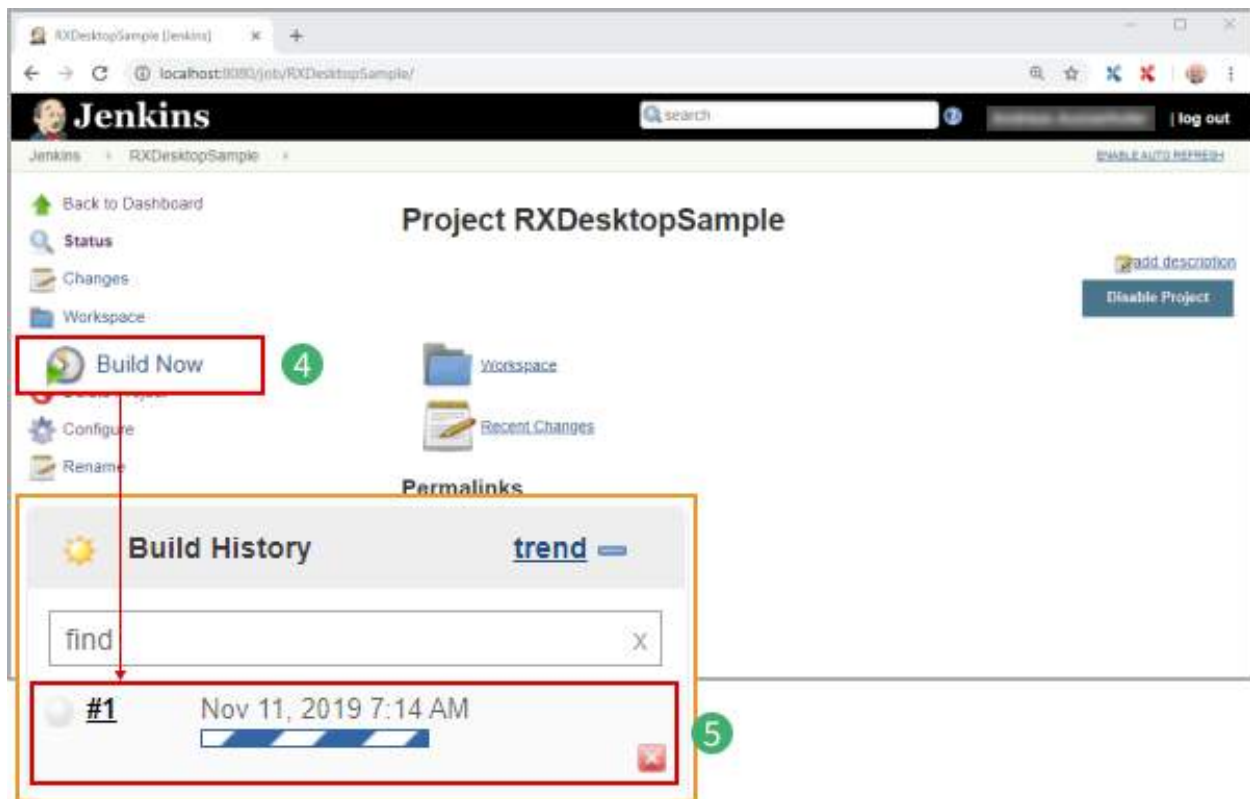 RXDesktopSample [Jenkins]
localhost:8080/job/RXDesktopSample/
Jenkins
search
| log out
Jenkins
RXDesktopSample
ENABLE AUTO REFRESH
Back to Dashboard
Project RXDesktopSample
Status
add description
Changes
Disable Project
Workspace
Build Now
4
Workspace
Configure
Recent Changes
Rename
Permalinks
Build History
trend
find
x
#1
Nov 11, 2019 7:14 AM
5